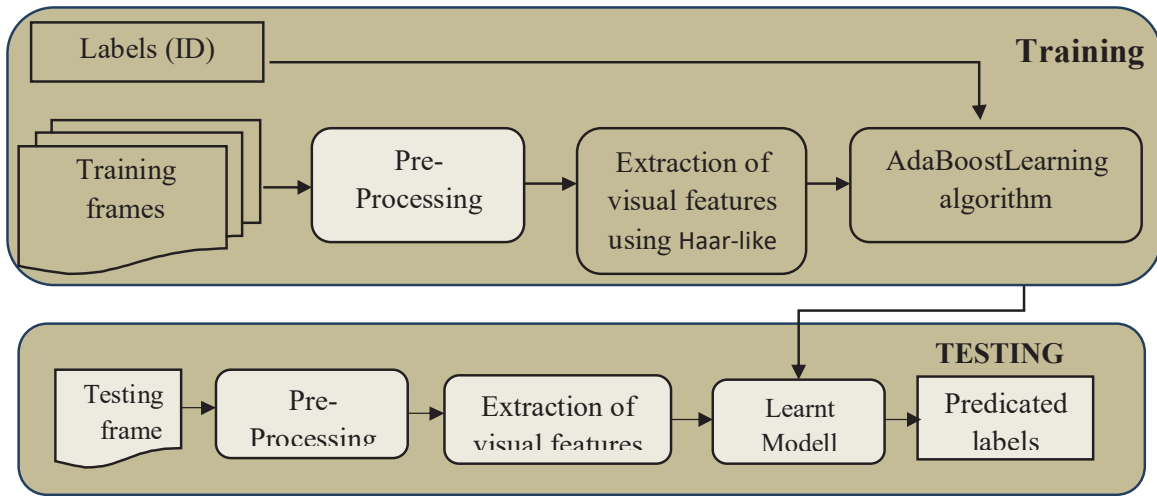 Labels (ID)
Training
Training
frames
Pre-
Processing
Extraction of
visual features
using Haar-like
AdaBoostLearning
algorithm
TESTING
Testing
frame
Pre-
Processing
Extraction of
visual features
Learnt
Modell
Predicated
labels